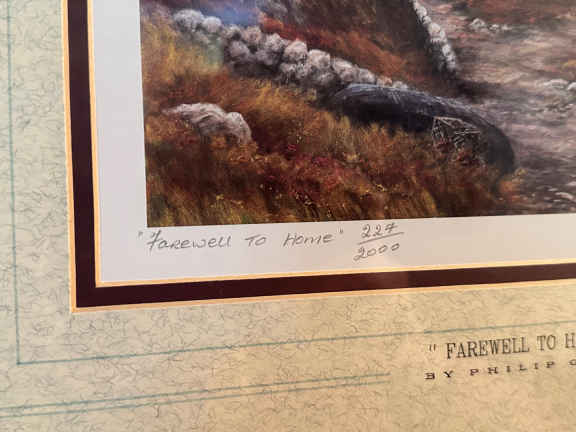 "Farewell To Home" 227/2000
" FAREWELL TO H
BY PHILIP